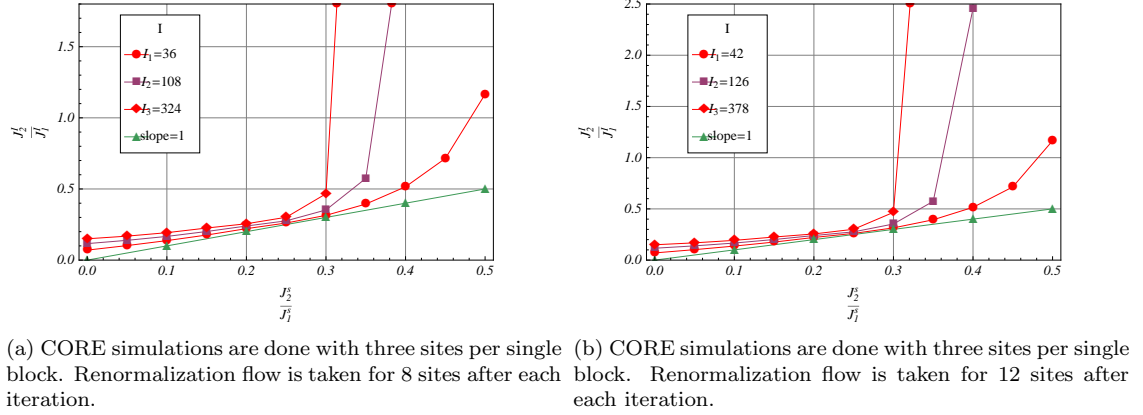 I
I₁=36
I₂=108
I₃=324
slope=1
1.5
1.0
0.5
0.0
J₂ˡ
J₁ˡ
0.0 0.1 0.2 0.3 0.4 0.5
J₂ˢ
J₁ˢ
(a) CORE simulations are done with three sites per single
block. Renormalization flow is taken for 8 sites after each
iteration.
I
I₁=42
I₂=126
I₃=378
slope=1
2.5
2.0
1.5
1.0
0.5
0.0
J₂ˡ
J₁ˡ
0.0 0.1 0.2 0.3 0.4 0.5
J₂ˢ
J₁ˢ
(b) CORE simulations are done with three sites per single
block. Renormalization flow is taken for 12 sites after
each iteration.